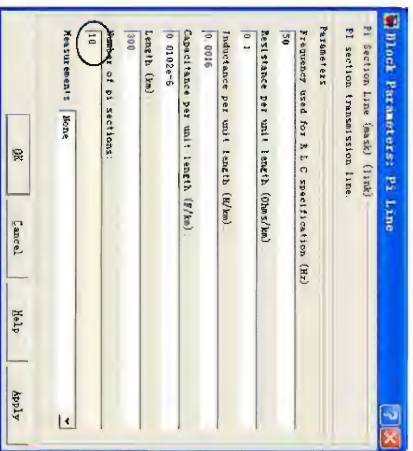 Block Parameters: Pi Line
Pi Section Line (mask) (link)
PI section transmission line.
Parameters
Frequency used for R L C specification (Hz)
50
Resistance per unit length (Ohms/km)
0.1
Inductance per unit length (H/km)
0.0016
Capacitance per unit length (F/km):
0.0102e-6
Length (km):
300
Number of pi sections:
10
Measurements None
OK Cancel Help Apply